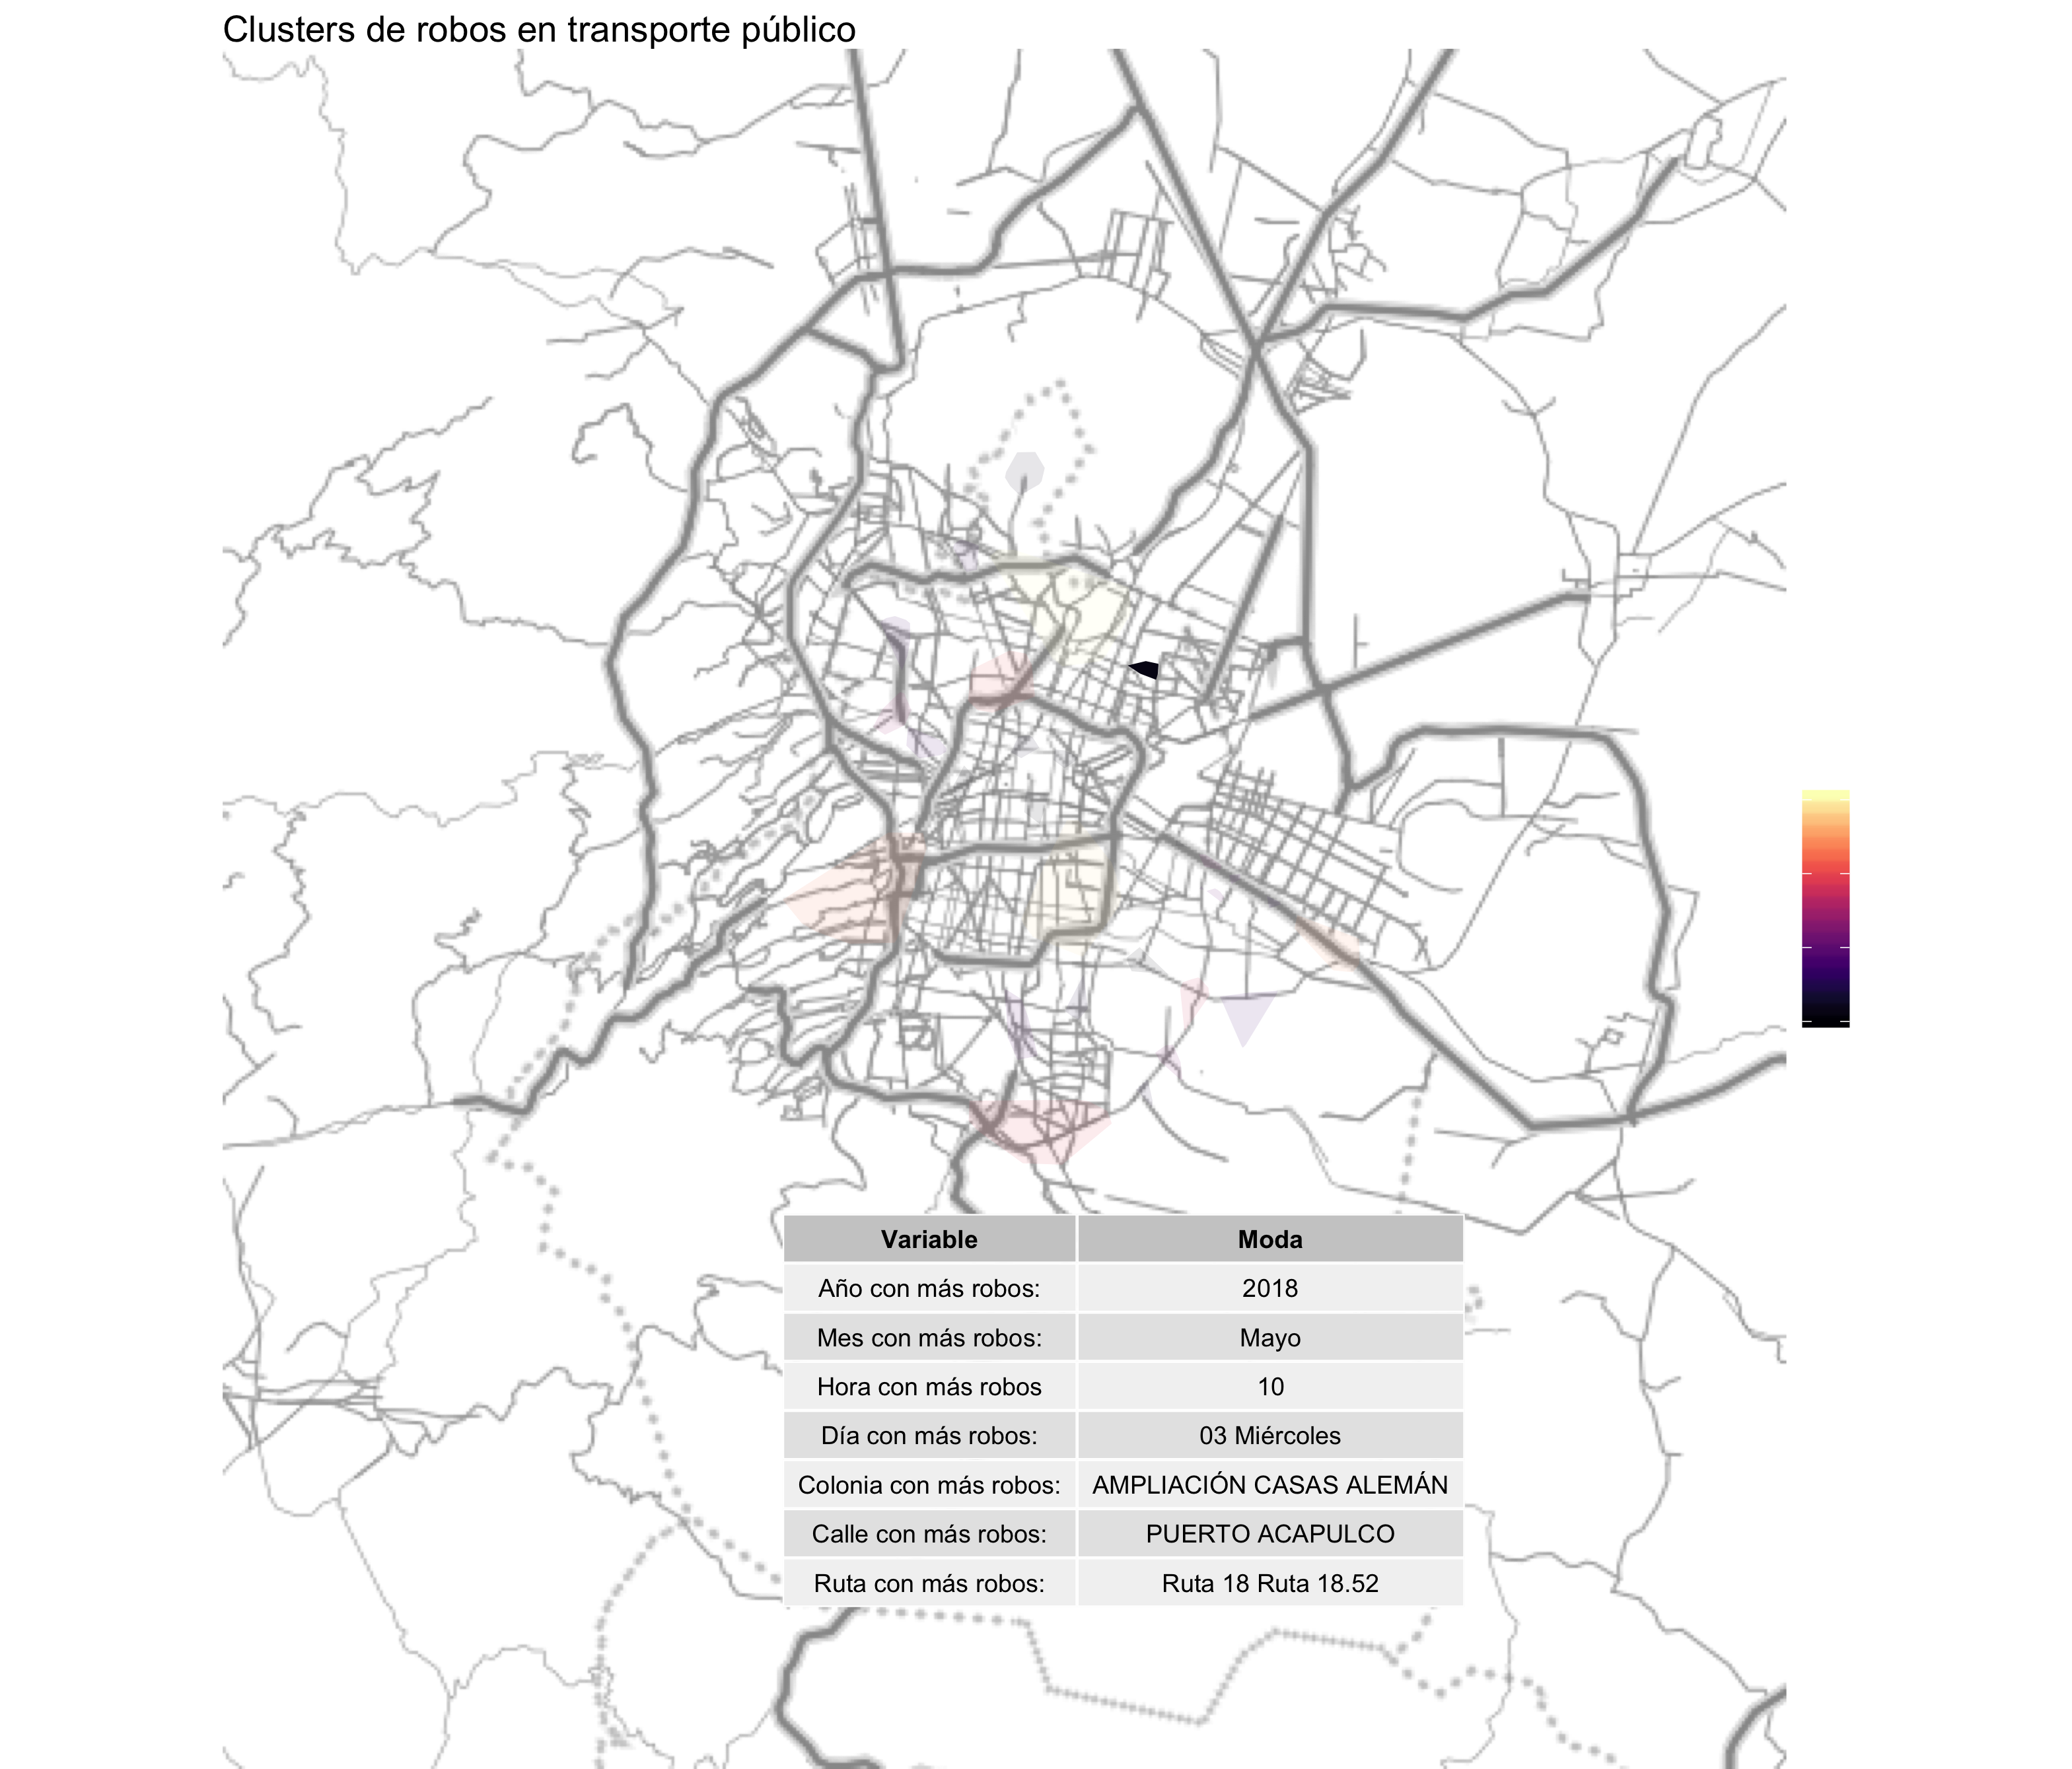 Clusters de robos en transporte público
Variable Moda
Año con más robos: 2018
Mes con más robos: Mayo
Hora con más robos 10
Día con más robos: 03 Miércoles
Colonia con más robos: AMPLIACIÓN CASAS ALEMÁN
Calle con más robos: PUERTO ACAPULCO
Ruta con más robos: Ruta 18 Ruta 18.52